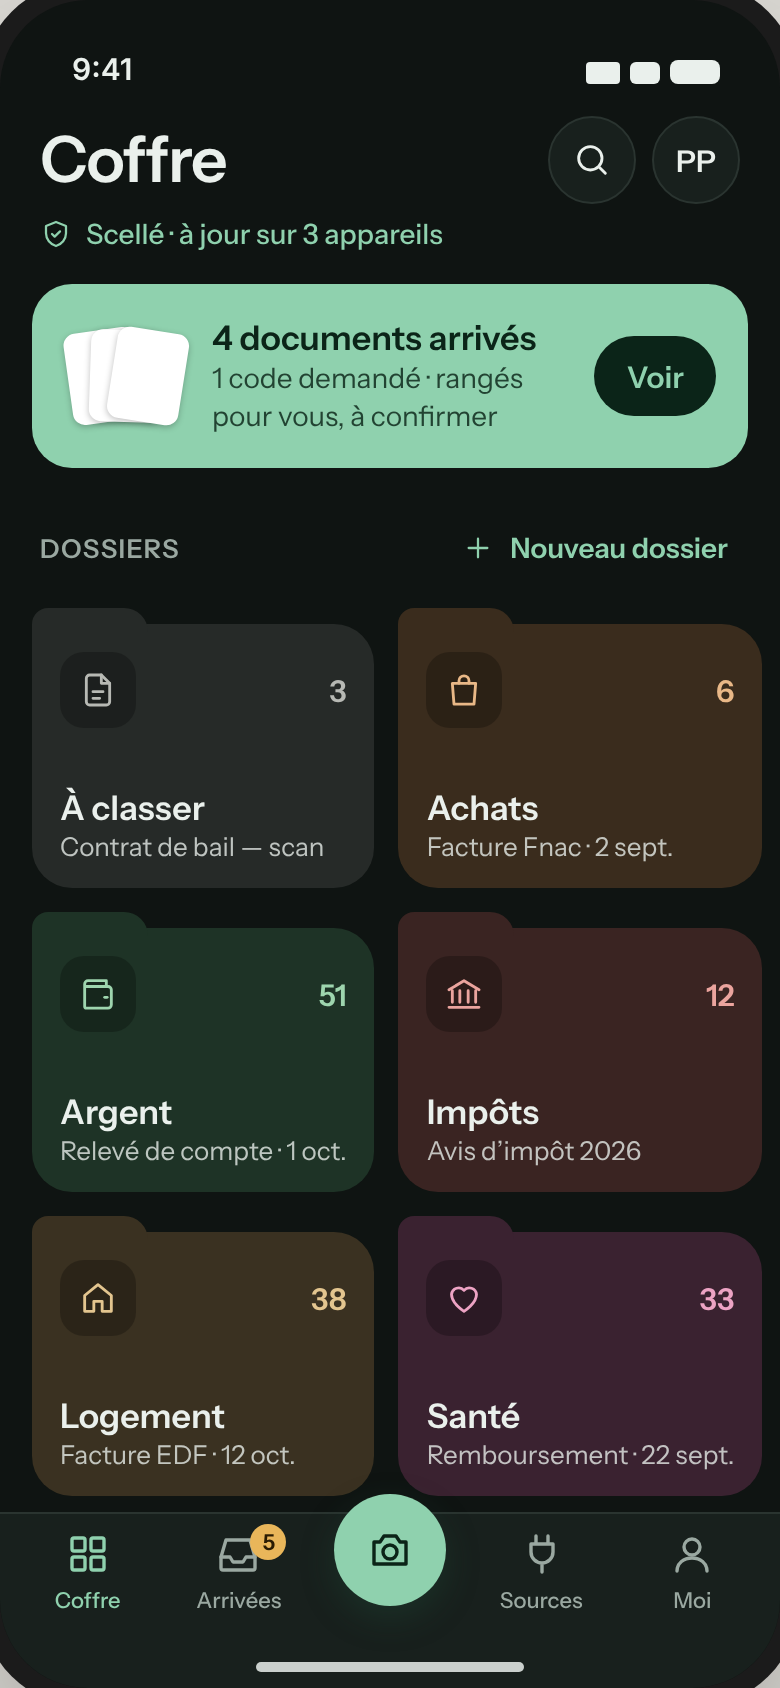 9:41
Coffre
PP
Scellé · à jour sur 3 appareils
4 documents arrivés
1 code demandé · rangés
pour vous, à confirmer
Voir
DOSSIERS
Nouveau dossier
3
À classer
Contrat de bail — scan
6
Achats
Facture Fnac · 2 sept.
51
Argent
Relevé de compte · 1 oct.
12
Impôts
Avis d’impôt 2026
38
Logement
Facture EDF · 12 oct.
33
Santé
Remboursement · 22 sept.
Coffre
5
Arrivées
Sources
Moi